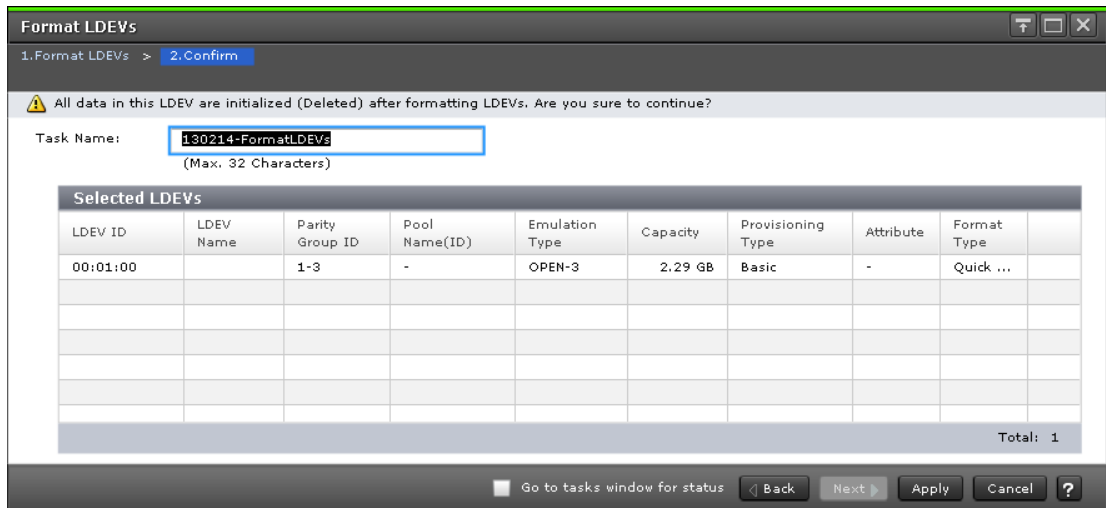 Format LDEVs
1.Format LDEVs > 2.Confirm
All data in this LDEV are initialized (Deleted) after formatting LDEVs. Are you sure to continue?
Task Name: 130214-FormatLDEVs
(Max. 32 Characters)
Selected LDEVs
LDEV ID LDEV Name Parity Group ID Pool Name(ID) Emulation Type Capacity Provisioning Type Attribute Format Type
00:01:00 1-3 - OPEN-3 2.29 GB Basic - Quick ...
Total: 1
Go to tasks window for status Back Next Apply Cancel ?